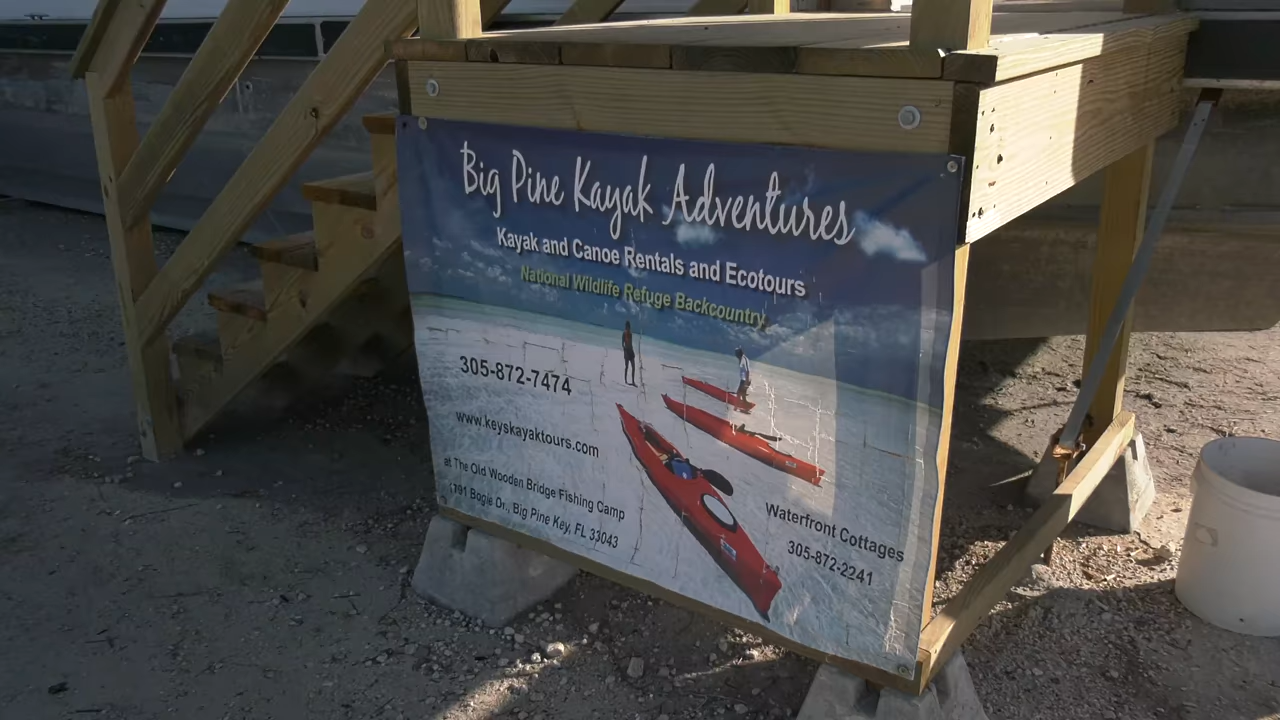 Big Pine Kayak Adventures
Kayak and Canoe Rentals and Ecotours
National Wildlife Refuge Backcountry
305-872-7474
www.keyskayaktours.com
at The Old Wooden Bridge Fishing Camp
1791 Bogie Dr., Big Pine Key, FL 33043
Waterfront Cottages
305-872-2241